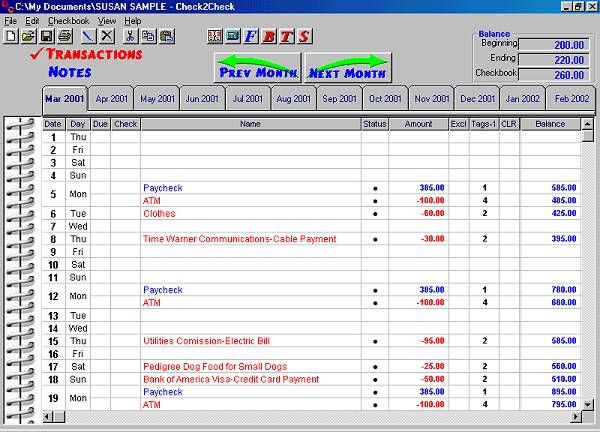 C:\My Documents\SUSAN SAMPLE - Check2Check
File Edit Checkbook View Help
F B T S
TRANSACTIONS
NOTES
PREV MONTH NEXT MONTH
Balance
Beginning 200.00
Ending 220.00
Checkbook 260.00
Mar 2001 Apr 2001 May 2001 Jun 2001 Jul 2001 Aug 2001 Sep 2001 Oct 2001 Nov 2001 Dec 2001 Jan 2002 Feb 2002
Date Day Due Check Name Status Amount Excl Tags-1 CLR Balance
1 Thu
2 Fri
3 Sat
4 Sun
5 Mon Paycheck 385.00 1 585.00
ATM -100.00 4 485.00
6 Tue Clothes -60.00 2 425.00
7 Wed
8 Thu Time Warner Communications-Cable Payment -30.00 2 395.00
9 Fri
10 Sat
11 Sun
12 Mon Paycheck 385.00 1 780.00
ATM -100.00 4 680.00
13 Tue
14 Wed
15 Thu Utilities Comission-Electric Bill -95.00 2 585.00
16 Fri
17 Sat Pedigree Dog Food for Small Dogs -25.00 2 560.00
18 Sun Bank of America Visa-Credit Card Payment -50.00 2 510.00
19 Mon Paycheck 385.00 1 895.00
ATM -100.00 4 795.00